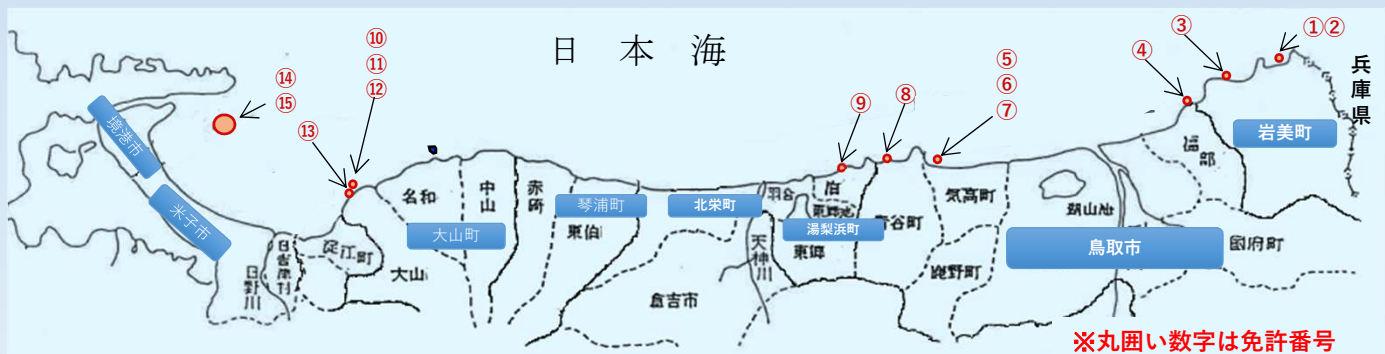 日本海
①②
③
④
⑤
⑥
⑦
⑧
⑨
⑩
⑪
⑫
⑬
⑭
⑮
兵庫県
岩美町
福部
国府町
鳥取市
湖山池
気高町
鹿野町
青谷町
泊
羽合
東郷池
湯梨浜町
東郷
天神川
北栄町
倉吉市
琴浦町
東伯
赤碕
中山
名和
大山町
大山
淀江町
日吉津村
日野川
米子市
境港市
※丸囲い数字は免許番号